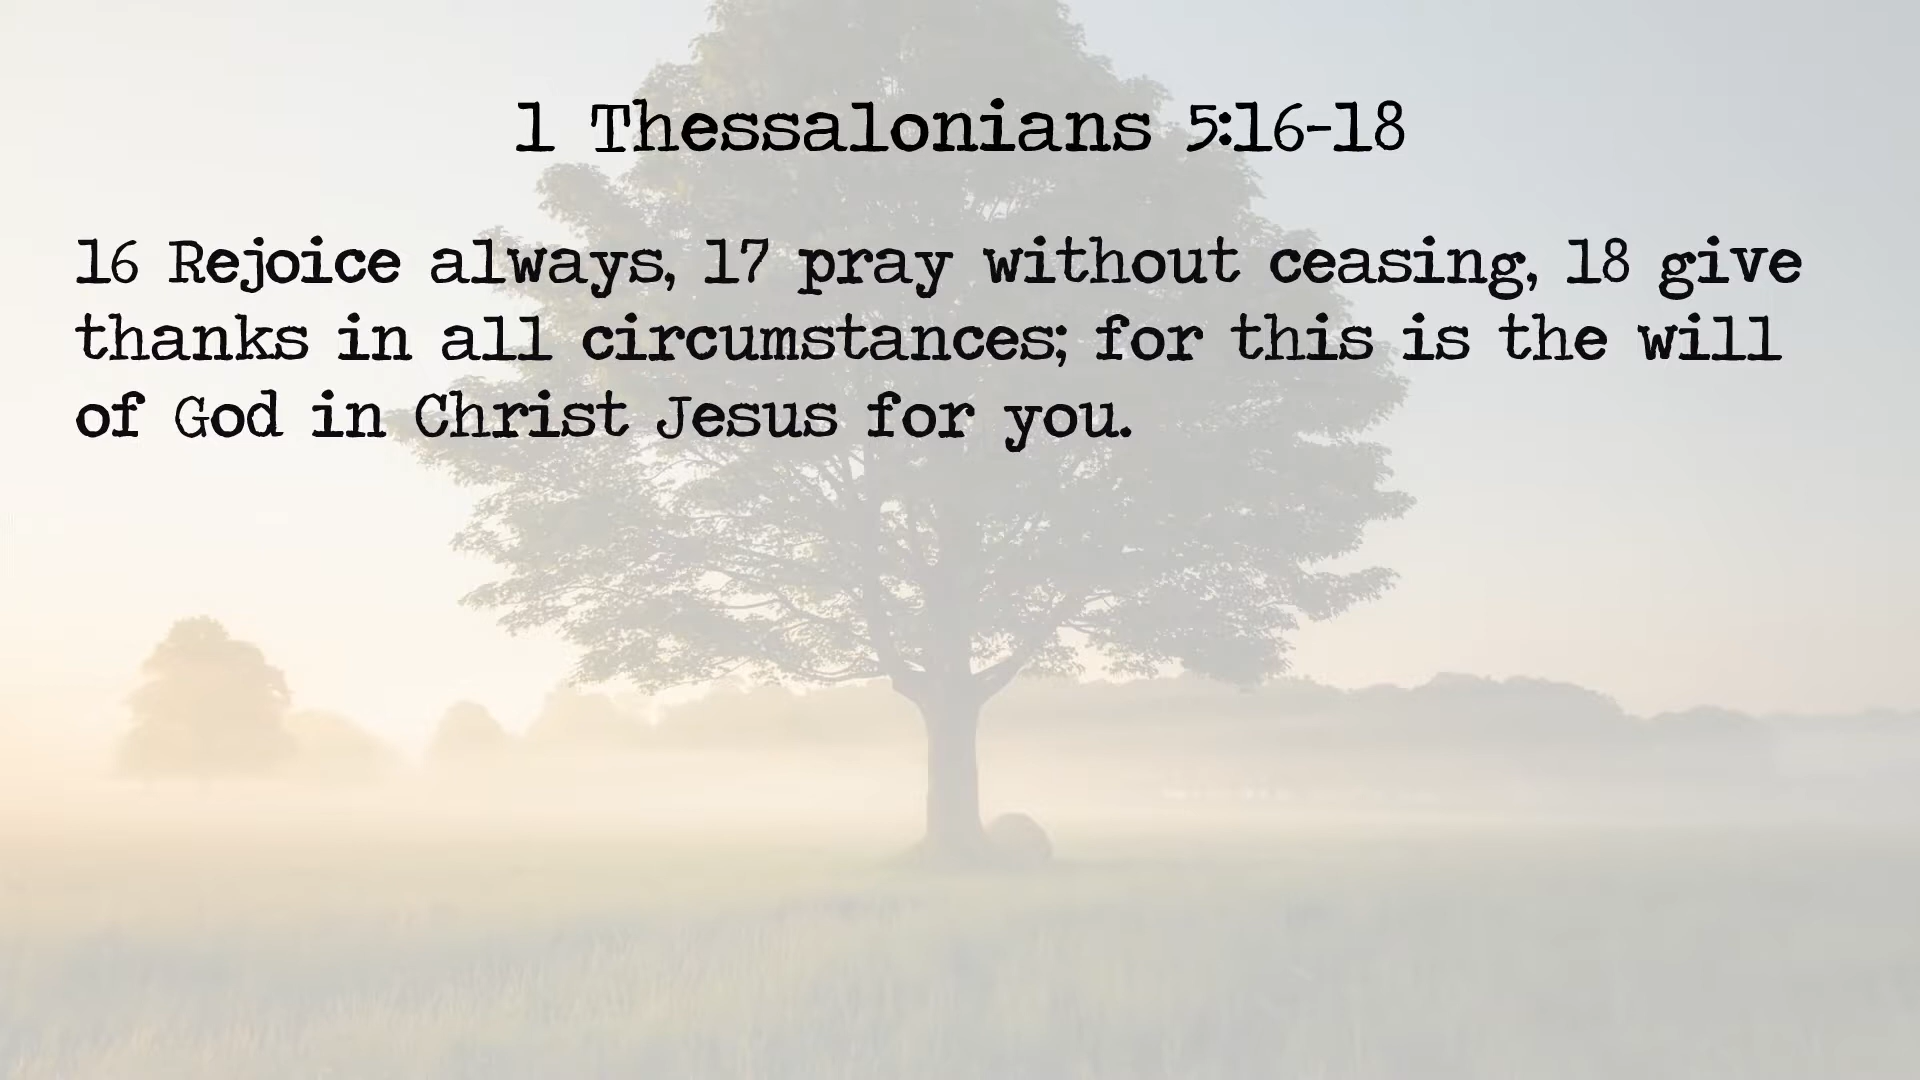 1 Thessalonians 5:16-18
16 Rejoice always, 17 pray without ceasing, 18 give
thanks in all circumstances; for this is the will
of God in Christ Jesus for you.